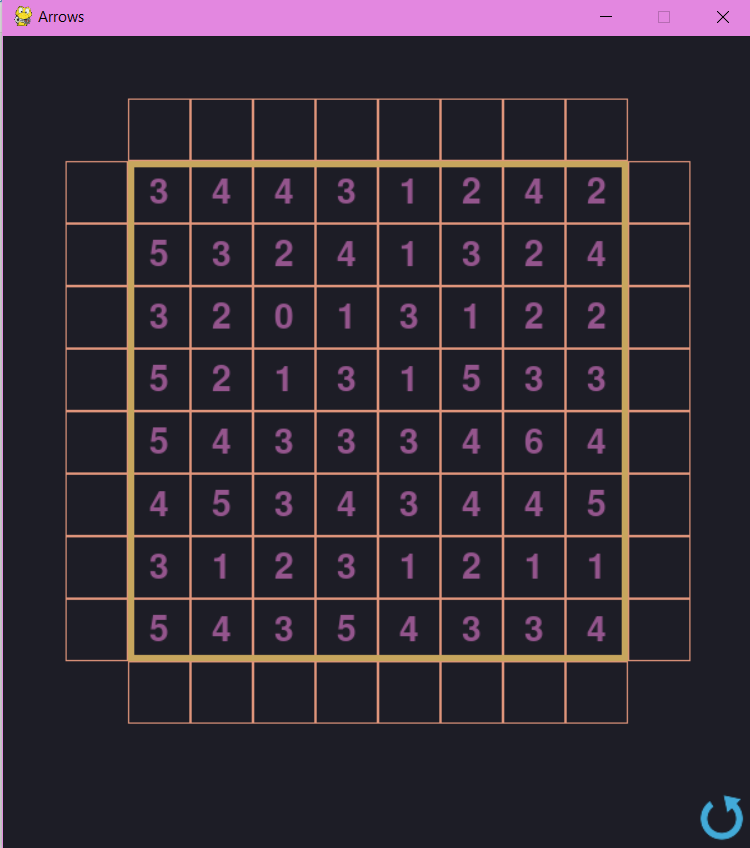 Arrows
3 4 4 3 1 2 4 2
5 3 2 4 1 3 2 4
3 2 0 1 3 1 2 2
5 2 1 3 1 5 3 3
5 4 3 3 3 4 6 4
4 5 3 4 3 4 4 5
3 1 2 3 1 2 1 1
5 4 3 5 4 3 3 4